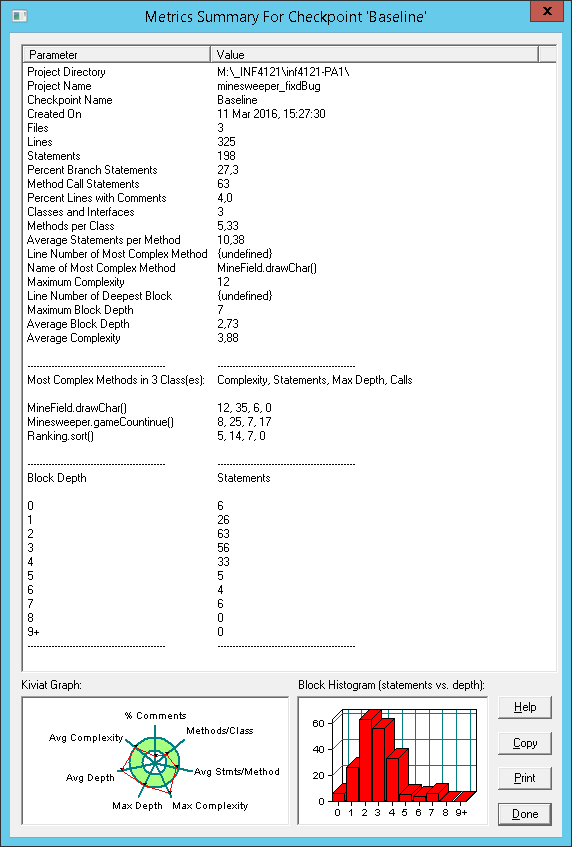 Metrics Summary For Checkpoint 'Baseline'
x
Parameter Value
Project Directory M:\_INF4121\inf4121-PA1\
Project Name minesweeper_fixdBug
Checkpoint Name Baseline
Created On 11 Mar 2016, 15:27:30
Files 3
Lines 325
Statements 198
Percent Branch Statements 27,3
Method Call Statements 63
Percent Lines with Comments 4,0
Classes and Interfaces 3
Methods per Class 5,33
Average Statements per Method 10,38
Line Number of Most Complex Method {undefined}
Name of Most Complex Method MineField.drawChar()
Maximum Complexity 12
Line Number of Deepest Block {undefined}
Maximum Block Depth 7
Average Block Depth 2,73
Average Complexity 3,88
Most Complex Methods in 3 Class(es): Complexity, Statements, Max Depth, Calls
MineField.drawChar() 12, 35, 6, 0
Minesweeper.gameCountinue() 8, 25, 7, 17
Ranking.sort() 5, 14, 7, 0
Block Depth Statements
0 6
1 26
2 63
3 56
4 33
5 5
6 4
7 6
8 0
9+ 0
Kiviat Graph:
% Comments
Methods/Class
Avg Complexity
Avg Stmts/Method
Avg Depth
Max Depth
Max Complexity
Block Histogram (statements vs. depth):
60
40
20
0
0 1 2 3 4 5 6 7 8 9+
Help
Copy
Print
Done